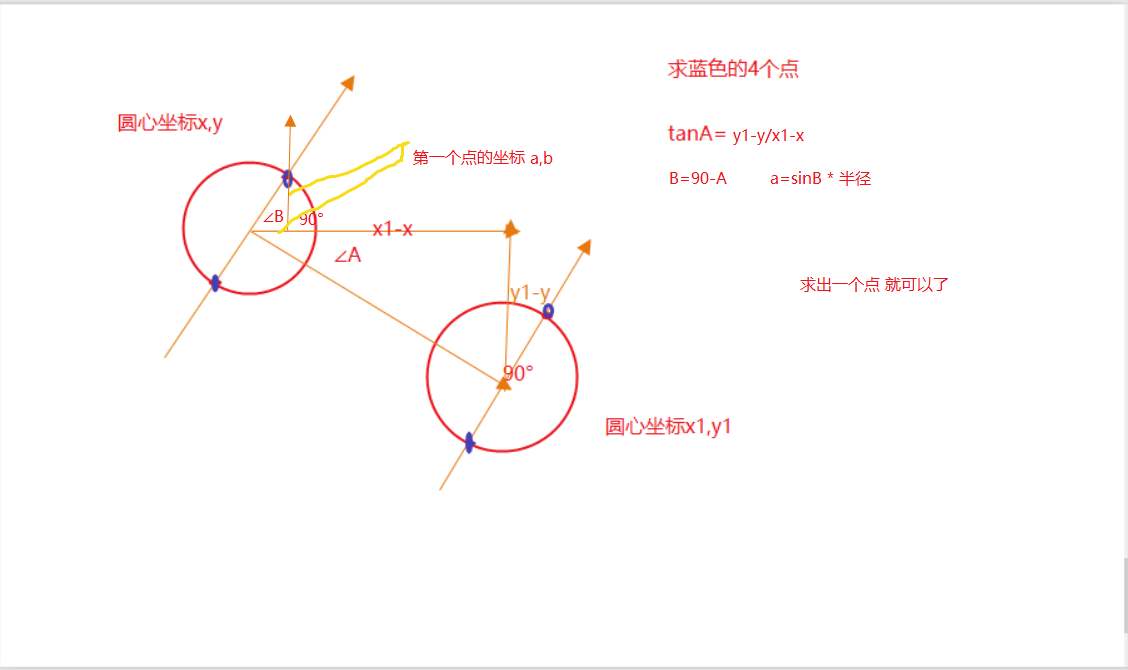 求蓝色的4个点
圆心坐标x,y
tanA= y1-y/x1-x
第一个点的坐标 a,b
B=90-A a=sinB * 半径
∠B 90°
x1-x
∠A
求出一个点 就可以了
y1-y
90°
圆心坐标x1,y1